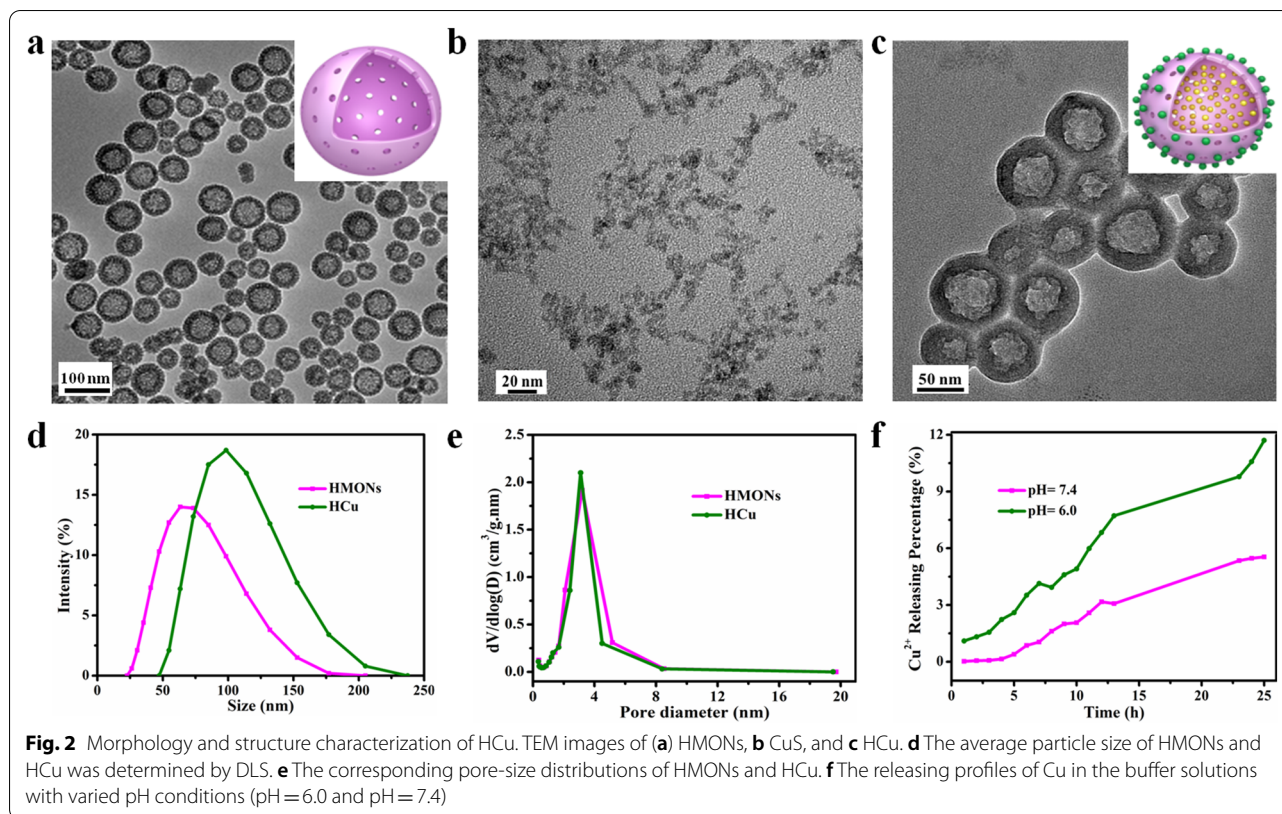 a
100 nm
b
20 nm
c
50 nm
d
Intensity (%)
20
15
10
5
0
HMONs
HCu
0 50 100 150 200 250
Size (nm)
e
dV/dlog(D) (cm³/g.nm)
2.5
2.0
1.5
1.0
0.5
0.0
HMONs
HCu
0 4 8 12 16 20
Pore diameter (nm)
f
Cu²⁺ Releasing Percentage (%)
12
9
6
3
0
pH= 7.4
pH= 6.0
0 5 10 15 20 25
Time (h)
Fig. 2 Morphology and structure characterization of HCu. TEM images of (a) HMONs, b CuS, and c HCu. d The average particle size of HMONs and
HCu was determined by DLS. e The corresponding pore-size distributions of HMONs and HCu. f The releasing profiles of Cu in the buffer solutions
with varied pH conditions (pH = 6.0 and pH = 7.4)